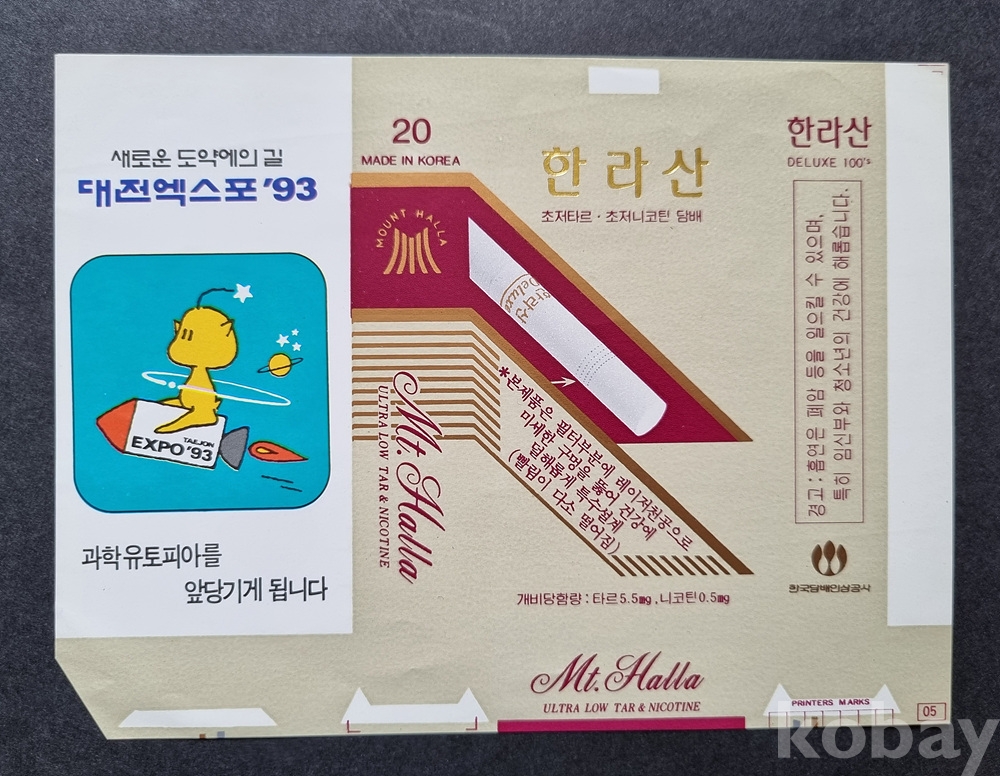 새로운 도약에의 길
대전엑스포 '93
TAEJON
EXPO '93
과학유토피아를
앞당기게 됩니다
20
MADE IN KOREA
MOUNT HALLA
Mt. Halla
ULTRA LOW TAR & NICOTINE
한라산
초저타르 · 초저니코틴 담배
한라산
Deluxe
*본제품은 필터부분에 레이저천공으로
미세한 구멍을 뚫어 건강에
덜해롭게 특수설계
(빨림이 다소 떨어짐)
개비당함량 : 타르 5.5mg, 니코틴 0.5mg
Mt. Halla
ULTRA LOW TAR & NICOTINE
한라산
DELUXE 100's
경고 : 흡연은 폐암 등을 일으킬 수 있으며,
특히 임신부와 청소년의 건강에 해롭습니다.
한국담배인삼공사
PRINTERS MARKS
05
kobay